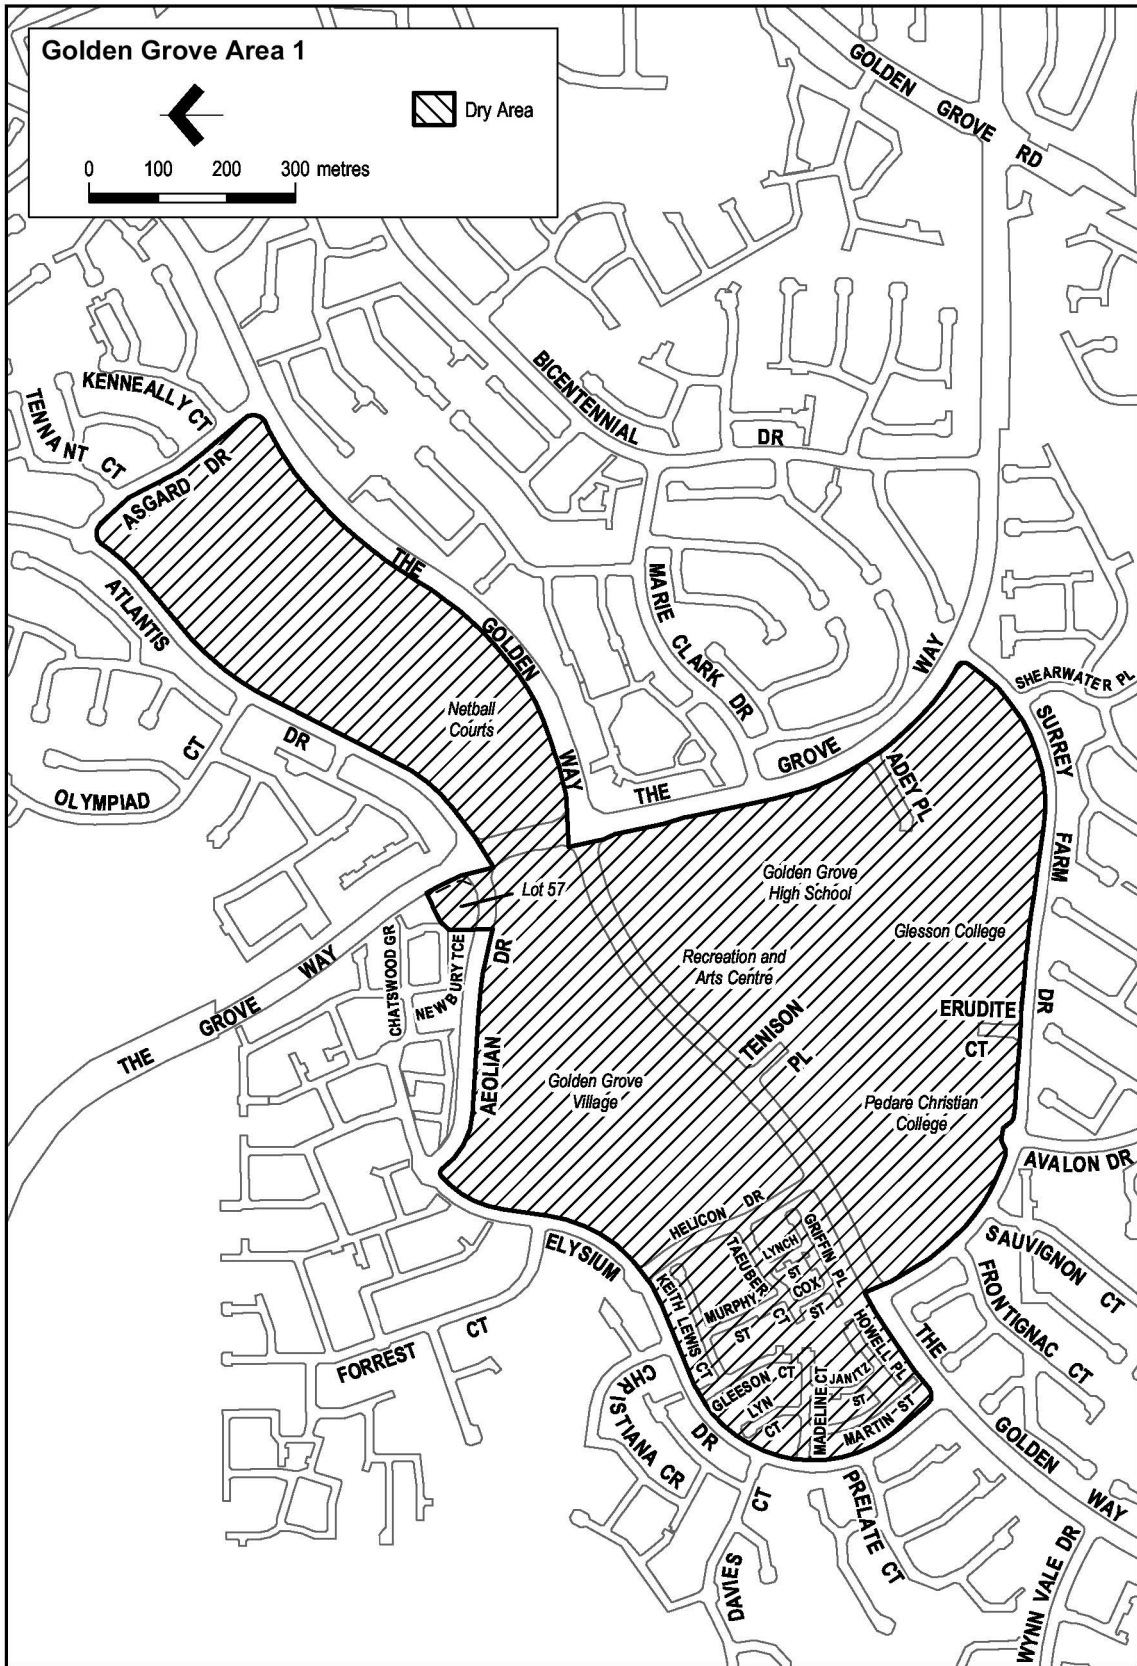 Golden Grove Area 1
Dry Area
0 100 200 300 metres
GOLDEN GROVE RD
BICENTENNIAL DR
KENNEALLY CT
TENNANT CT
ASGARD DR
ATLANTIS DR
THE GOLDEN WAY
MARIE CLARK DR
THE GROVE WAY
SHEARWATER PL
SURREY FARM DR
ADEY PL
Netball
Courts
OLYMPIAD CT
Lot 57
Golden Grove
High School
Glesson College
Recreation and
Arts Centre
THE GROVE WAY
CHATSWOOD GR
NEWBURY TCE
AEOLIAN DR
TENISON PL
ERUDITE CT
Golden Grove
Village
Pedare Christian
College
AVALON DR
HELICON DR
ELYSIUM DR
TAEUBER CT
LYNCH ST
GRIFFIN PL
COX ST
MURPHY ST
KEITH LEWIS CT
SAUVIGNON CT
FRONTIGNAC CT
HOWELL PL
THE GOLDEN WAY
FORREST CT
GLEESON CT
LYN CT
MADELINE CT
JANITZ ST
MARTIN ST
CHRISTIANA CR
PRELATE CT
DAVIES CT
WYNN VALE DR